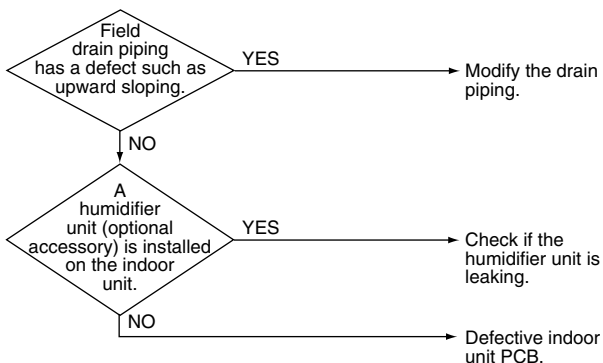 Field
drain piping
has a defect such as
upward sloping.
YES
Modify the drain
piping.
NO
A
humidifier
unit (optional
accessory) is installed
on the indoor
unit.
YES
Check if the
humidifier unit is
leaking.
NO
Defective indoor
unit PCB.